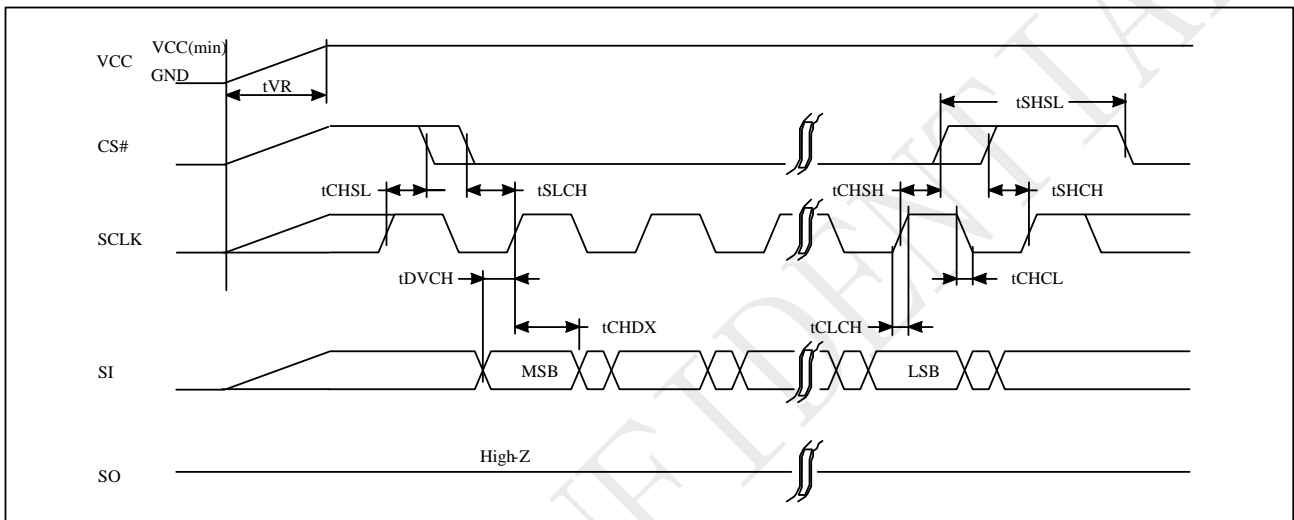 VCC(min)
VCC
GND
tVR
tSHSL
CS#
tCHSL
tSLCH
tCHSH
tSHCH
SCLK
tDVCH
tCHCL
tCHDX
tCLCH
SI
MSB
LSB
High-Z
SO